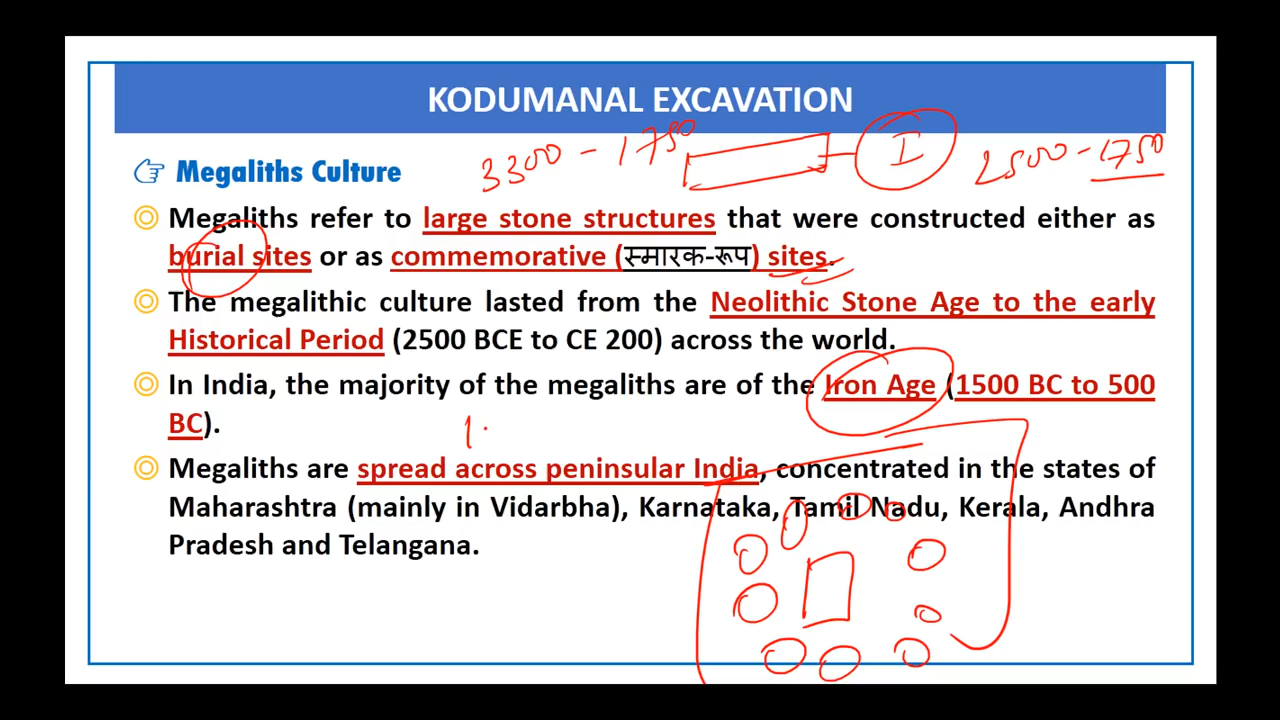 KODUMANAL EXCAVATION
3300 - 1750
I
2500 - 1750
Megaliths Culture
Megaliths refer to large stone structures that were constructed either as
burial sites or as commemorative (स्मारक-रूप) sites.
The megalithic culture lasted from the Neolithic Stone Age to the early
Historical Period (2500 BCE to CE 200) across the world.
In India, the majority of the megaliths are of the Iron Age (1500 BC to 500
BC).
Megaliths are spread across peninsular India, concentrated in the states of
Maharashtra (mainly in Vidarbha), Karnataka, Tamil Nadu, Kerala, Andhra
Pradesh and Telangana.